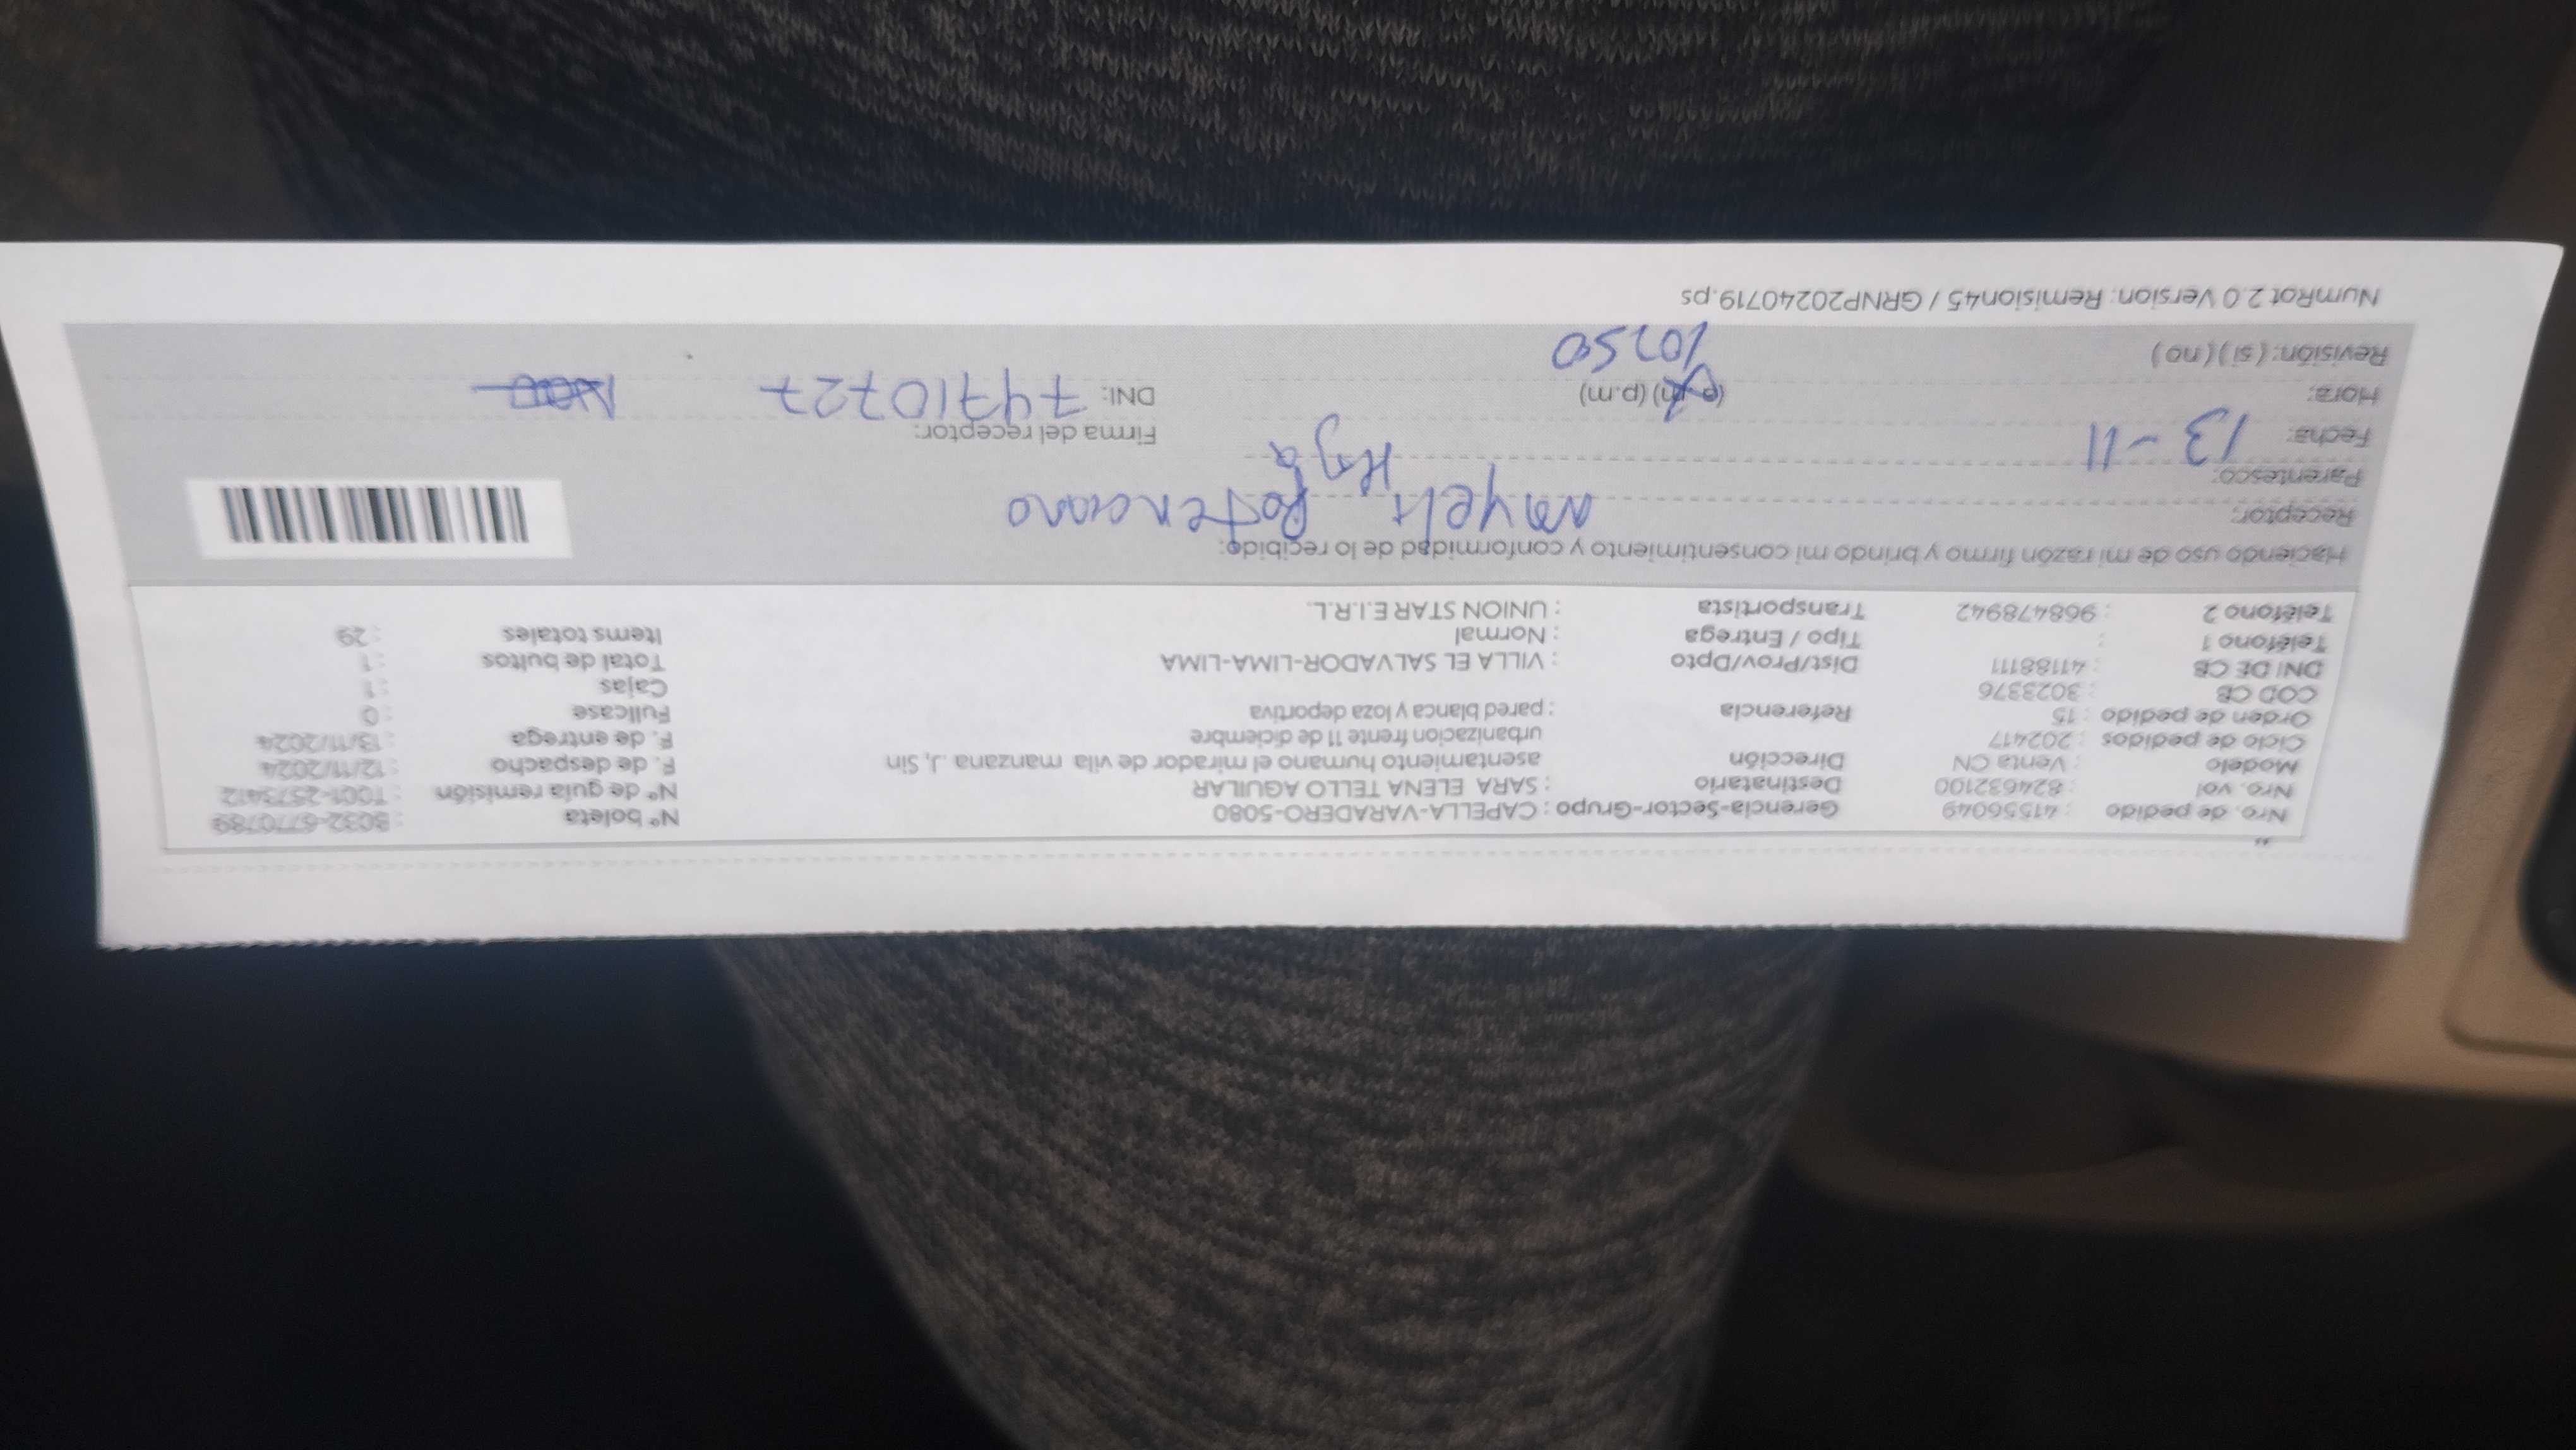 Nro. de pedido : 41556049 Gerencia-Sector-Grupo : CAPELLA-VARADERO-5080 N° boleta : B032-6770789
Nro. vol : 824632100 Destinatario : SARA ELENA TELLO AGUILAR N° de guía remisión : T001-2573412
Modelo : Venta CN Dirección asentamiento humano el mirador de vila manzana .J, Sin F. de despacho : 12/11/2024
Ciclo de pedidos : 202417 urbanizacion frente 11 de diciembre F. de entrega : 13/11/2024
Orden de pedido : 15 Referencia : pared blanca y loza deportiva Fullcase : 0
COD CB : 3023376 Cajas : 1
DNI DE CB : 41188111 Dist/Prov/Dpto : VILLA EL SALVADOR-LIMA-LIMA Total de bultos : 1
Teléfono 1 : Tipo / Entrega : Normal Items totales : 29
Teléfono 2 : 968478942 Transportista : UNION STAR E.I.R.L.
Haciendo uso de mi razón firmo y brindo mi consentimiento y conformidad de lo recibido:
Receptor: anyeli
Parentesco: Hija
Fecha: 13-11 Firma del receptor:
Hora: (a.m) (p.m) DNI: 74710727
Revisión: ( si ) ( no ) 10:50
NumRot 2.0 Version: Remision45 / GRNP20240719.ps